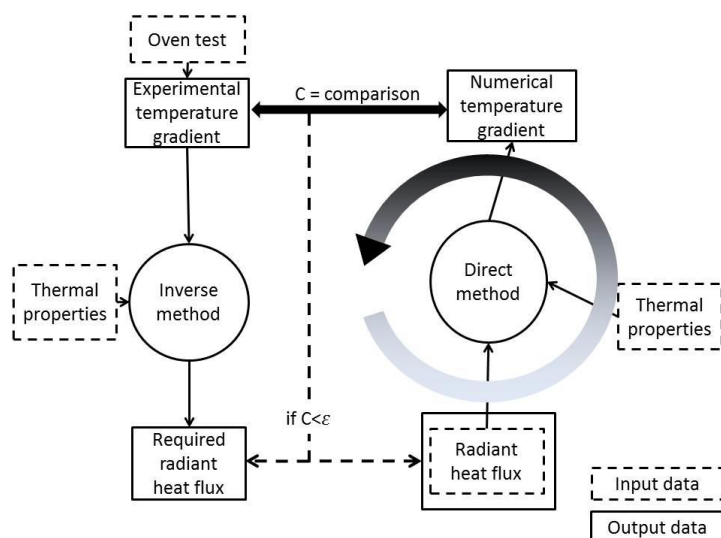 Oven test
Experimental
temperature
gradient
C = comparison
Numerical
temperature
gradient
Thermal
properties
Inverse
method
Direct
method
Thermal
properties
if C<ε
Required
radiant
heat flux
Radiant
heat flux
Input data
Output data